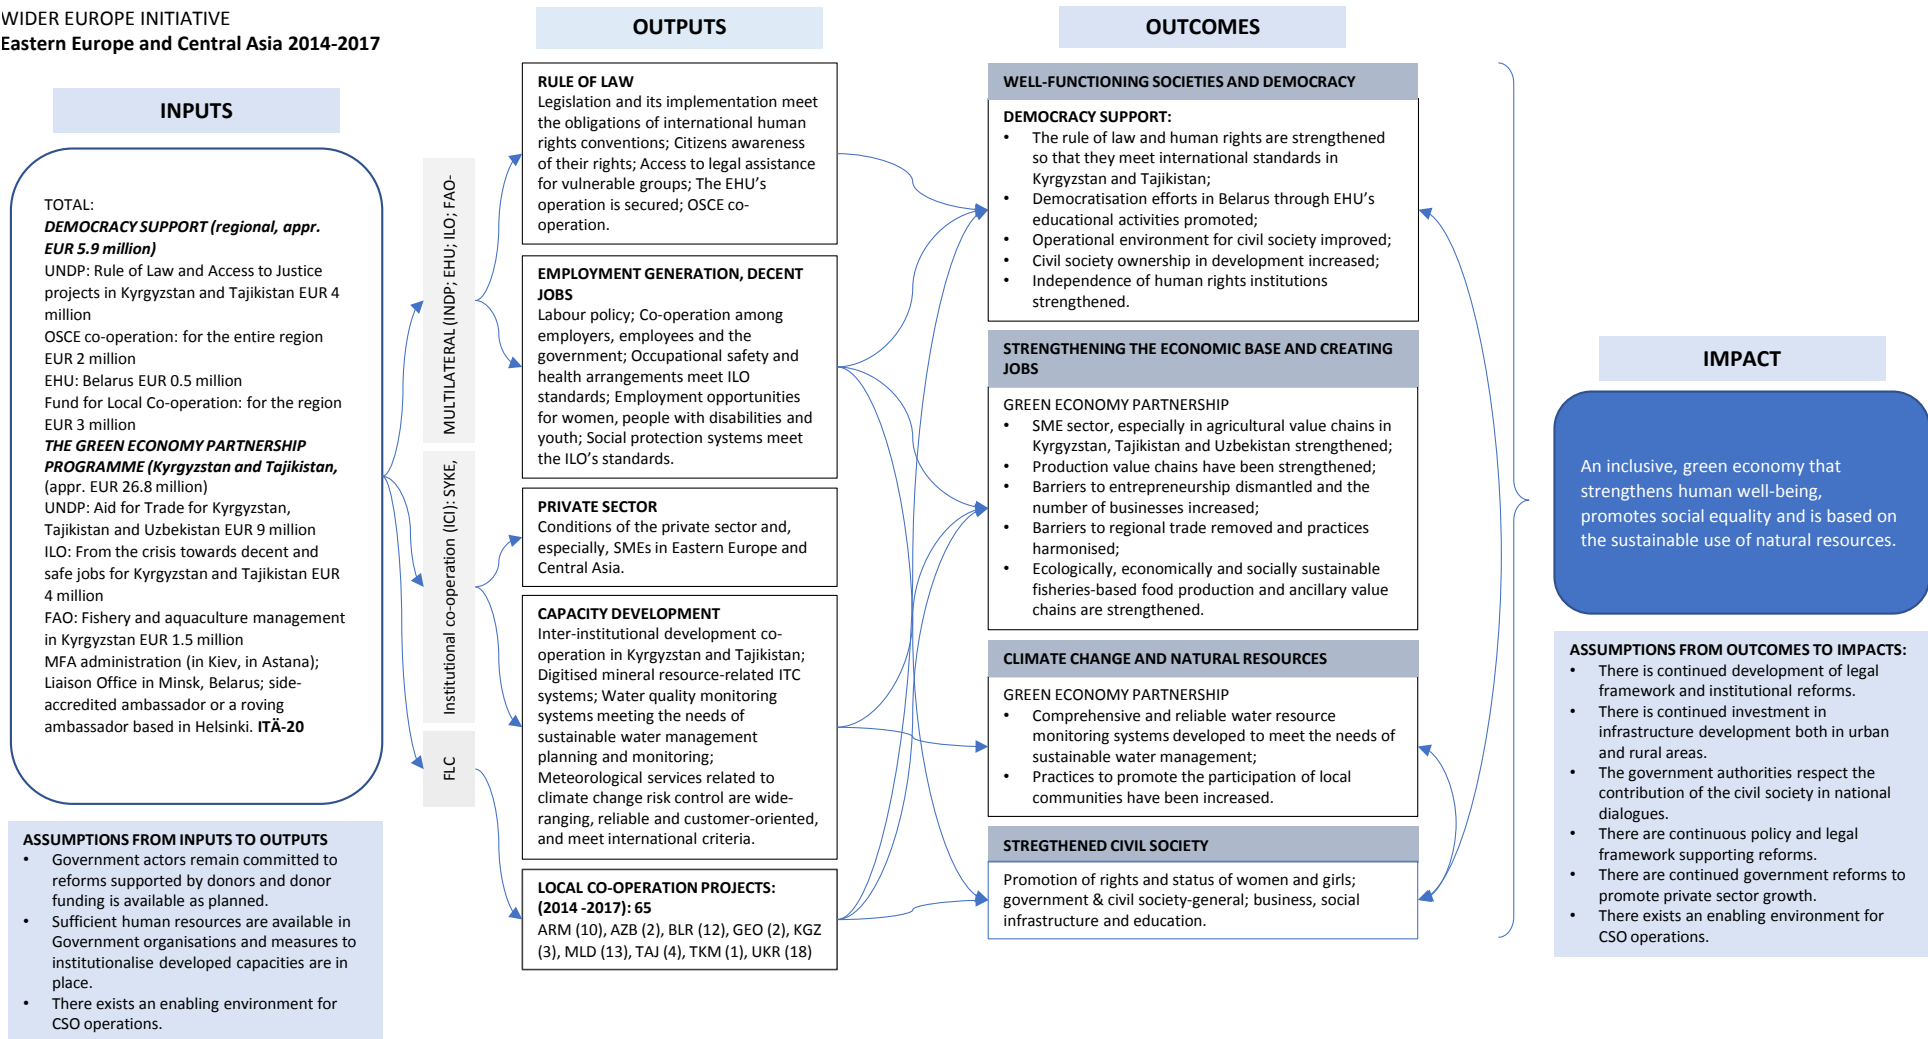 WIDER EUROPE INITIATIVE
Eastern Europe and Central Asia 2014-2017
INPUTS
TOTAL:
DEMOCRACY SUPPORT (regional, appr.
EUR 5.9 million)
UNDP: Rule of Law and Access to Justice
projects in Kyrgyzstan and Tajikistan EUR 4
million
OSCE co-operation: for the entire region
EUR 2 million
EHU: Belarus EUR 0.5 million
Fund for Local Co-operation: for the region
EUR 3 million
THE GREEN ECONOMY PARTNERSHIP
PROGRAMME (Kyrgyzstan and Tajikistan,
(appr. EUR 26.8 million)
UNDP: Aid for Trade for Kyrgyzstan,
Tajikistan and Uzbekistan EUR 9 million
ILO: From the crisis towards decent and
safe jobs for Kyrgyzstan and Tajikistan EUR
4 million
FAO: Fishery and aquaculture management
in Kyrgyzstan EUR 1.5 million
MFA administration (in Kiev, in Astana);
Liaison Office in Minsk, Belarus; side-
accredited ambassador or a roving
ambassador based in Helsinki. ITÄ-20
ASSUMPTIONS FROM INPUTS TO OUTPUTS
• Government actors remain committed to
reforms supported by donors and donor
funding is available as planned.
• Sufficient human resources are available in
Government organisations and measures to
institutionalise developed capacities are in
place.
• There exists an enabling environment for
CSO operations.
MULTILATERAL (INDP; EHU; ILO; FAO-
Institutional co-operation (ICI): SYKE,
FLC
OUTPUTS
RULE OF LAW
Legislation and its implementation meet
the obligations of international human
rights conventions; Citizens awareness
of their rights; Access to legal assistance
for vulnerable groups; The EHU's
operation is secured; OSCE co-
operation.
EMPLOYMENT GENERATION, DECENT
JOBS
Labour policy; Co-operation among
employers, employees and the
government; Occupational safety and
health arrangements meet ILO
standards; Employment opportunities
for women, people with disabilities and
youth; Social protection systems meet
the ILO's standards.
PRIVATE SECTOR
Conditions of the private sector and,
especially, SMEs in Eastern Europe and
Central Asia.
CAPACITY DEVELOPMENT
Inter-institutional development co-
operation in Kyrgyzstan and Tajikistan;
Digitised mineral resource-related ITC
systems; Water quality monitoring
systems meeting the needs of
sustainable water management
planning and monitoring;
Meteorological services related to
climate change risk control are wide-
ranging, reliable and customer-oriented,
and meet international criteria.
LOCAL CO-OPERATION PROJECTS:
(2014 -2017): 65
ARM (10), AZB (2), BLR (12), GEO (2), KGZ
(3), MLD (13), TAJ (4), TKM (1), UKR (18)
OUTCOMES
WELL-FUNCTIONING SOCIETIES AND DEMOCRACY
DEMOCRACY SUPPORT:
• The rule of law and human rights are strengthened
so that they meet international standards in
Kyrgyzstan and Tajikistan;
• Democratisation efforts in Belarus through EHU's
educational activities promoted;
• Operational environment for civil society improved;
• Civil society ownership in development increased;
• Independence of human rights institutions
strengthened.
STRENGTHENING THE ECONOMIC BASE AND CREATING
JOBS
GREEN ECONOMY PARTNERSHIP
• SME sector, especially in agricultural value chains in
Kyrgyzstan, Tajikistan and Uzbekistan strengthened;
• Production value chains have been strengthened;
• Barriers to entrepreneurship dismantled and the
number of businesses increased;
• Barriers to regional trade removed and practices
harmonised;
• Ecologically, economically and socially sustainable
fisheries-based food production and ancillary value
chains are strengthened.
CLIMATE CHANGE AND NATURAL RESOURCES
GREEN ECONOMY PARTNERSHIP
• Comprehensive and reliable water resource
monitoring systems developed to meet the needs of
sustainable water management;
• Practices to promote the participation of local
communities have been increased.
STREGTHENED CIVIL SOCIETY
Promotion of rights and status of women and girls;
government & civil society-general; business, social
infrastructure and education.
IMPACT
An inclusive, green economy that
strengthens human well-being,
promotes social equality and is based on
the sustainable use of natural resources.
ASSUMPTIONS FROM OUTCOMES TO IMPACTS:
• There is continued development of legal
framework and institutional reforms.
• There is continued investment in
infrastructure development both in urban
and rural areas.
• The government authorities respect the
contribution of the civil society in national
dialogues.
• There are continuous policy and legal
framework supporting reforms.
• There are continued government reforms to
promote private sector growth.
• There exists an enabling environment for
CSO operations.